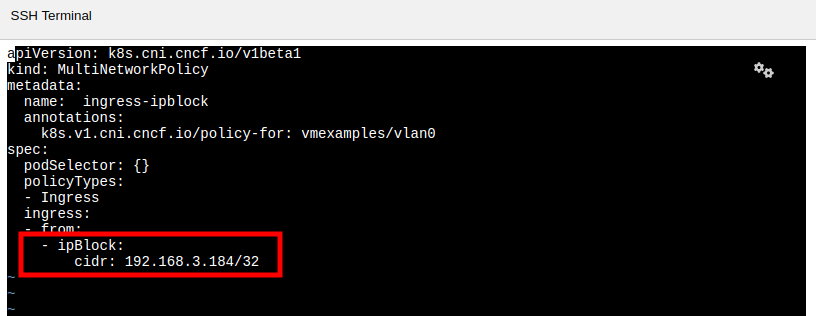 SSH Terminal
apiVersion: k8s.cni.cncf.io/v1beta1
kind: MultiNetworkPolicy
metadata:
  name:  ingress-ipblock
  annotations:
    k8s.v1.cni.cncf.io/policy-for: vmexamples/vlan0
spec:
  podSelector: {}
  policyTypes:
  - Ingress
  ingress:
  - from:
    - ipBlock:
        cidr: 192.168.3.184/32
~
~
~